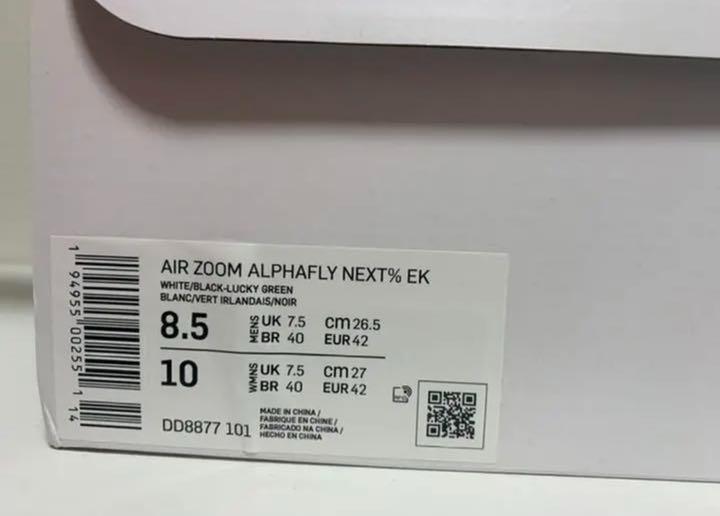 AIR ZOOM ALPHAFLY NEXT% EK
WHITE/BLACK-LUCKY GREEN
BLANC/VERT IRLANDAIS/NOIR
8.5 MENS UK 7.5 cm 26.5
BR 40 EUR 42
10 WMNS UK 7.5 cm 27
BR 40 EUR 42
DD8877 101
MADE IN CHINA /
FABRIQUE EN CHINE /
FABRICADO NA CHINA /
HECHO EN CHINA
1 94955 00255 1 14